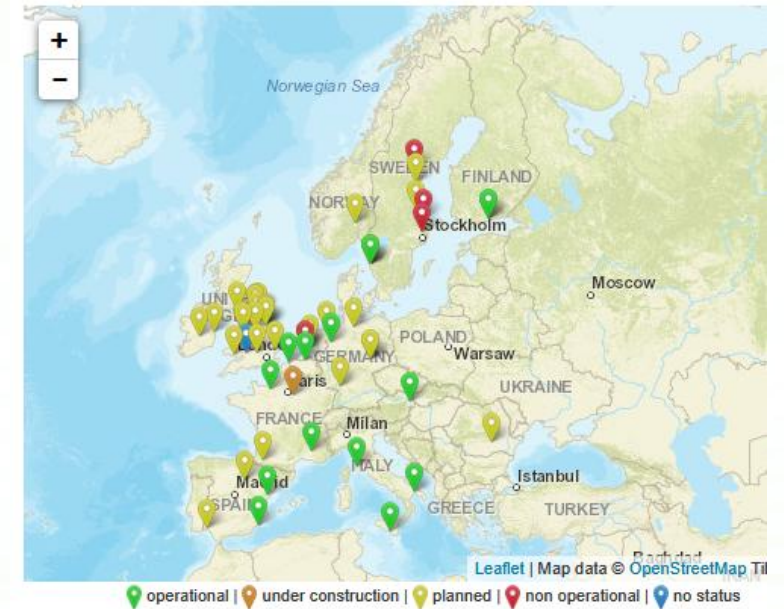 +
−
Norwegian Sea
SWEDEN
FINLAND
NORWAY
Stockholm
Moscow
POLAND
Warsaw
GERMANY
UKRAINE
FRANCE
Milan
ITALY
Istanbul
GREECE
TURKEY
Madrid
SPAIN
Leaflet | Map data © OpenStreetMap Til
operational | under construction | planned | non operational | no status